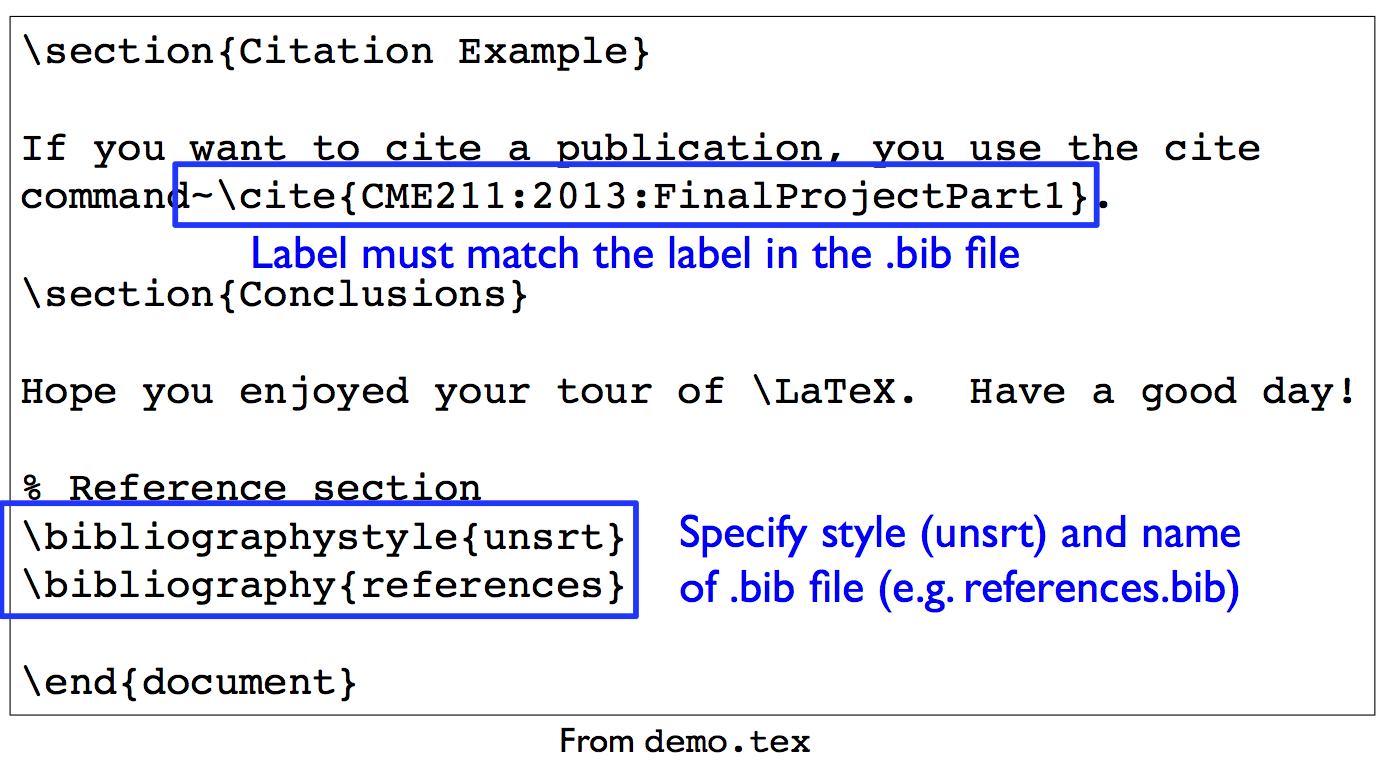 \section{Citation Example}
If you want to cite a publication, you use the cite
command~\cite{CME211:2013:FinalProjectPart1}.
Label must match the label in the .bib file
\section{Conclusions}
Hope you enjoyed your tour of \LaTeX.  Have a good day!
% Reference section
\bibliographystyle{unsrt}
\bibliography{references}
Specify style (unsrt) and name
of .bib file (e.g. references.bib)
\end{document}
From demo.tex